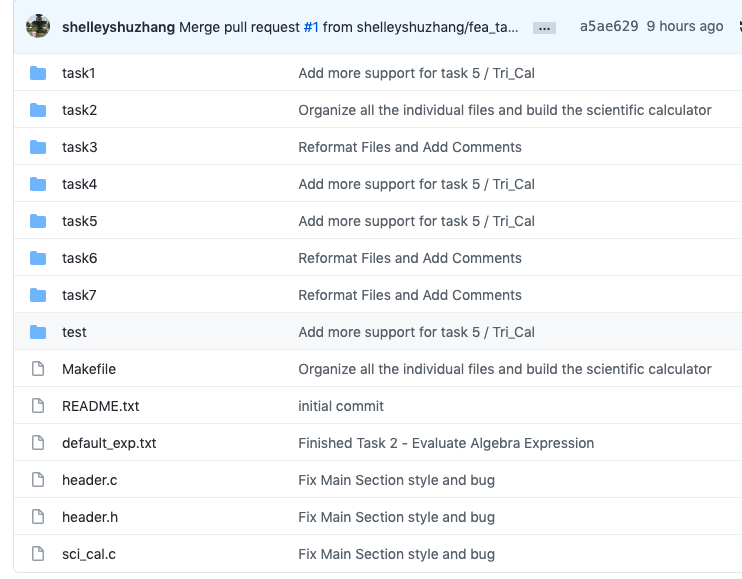 shelleyshuzhang Merge pull request #1 from shelleyshuzhang/fea_ta... ... a5ae629 9 hours ago
task1 Add more support for task 5 / Tri_Cal
task2 Organize all the individual files and build the scientific calculator
task3 Reformat Files and Add Comments
task4 Add more support for task 5 / Tri_Cal
task5 Add more support for task 5 / Tri_Cal
task6 Reformat Files and Add Comments
task7 Reformat Files and Add Comments
test Add more support for task 5 / Tri_Cal
Makefile Organize all the individual files and build the scientific calculator
README.txt initial commit
default_exp.txt Finished Task 2 - Evaluate Algebra Expression
header.c Fix Main Section style and bug
header.h Fix Main Section style and bug
sci_cal.c Fix Main Section style and bug